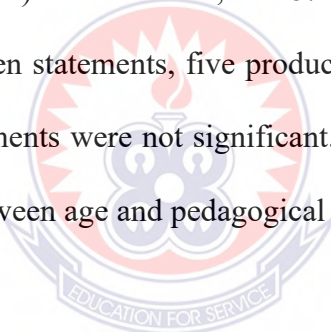 en statements, five produc
nents were not significant.
ween age and pedagogical
EDUCATION FOR SERVICE